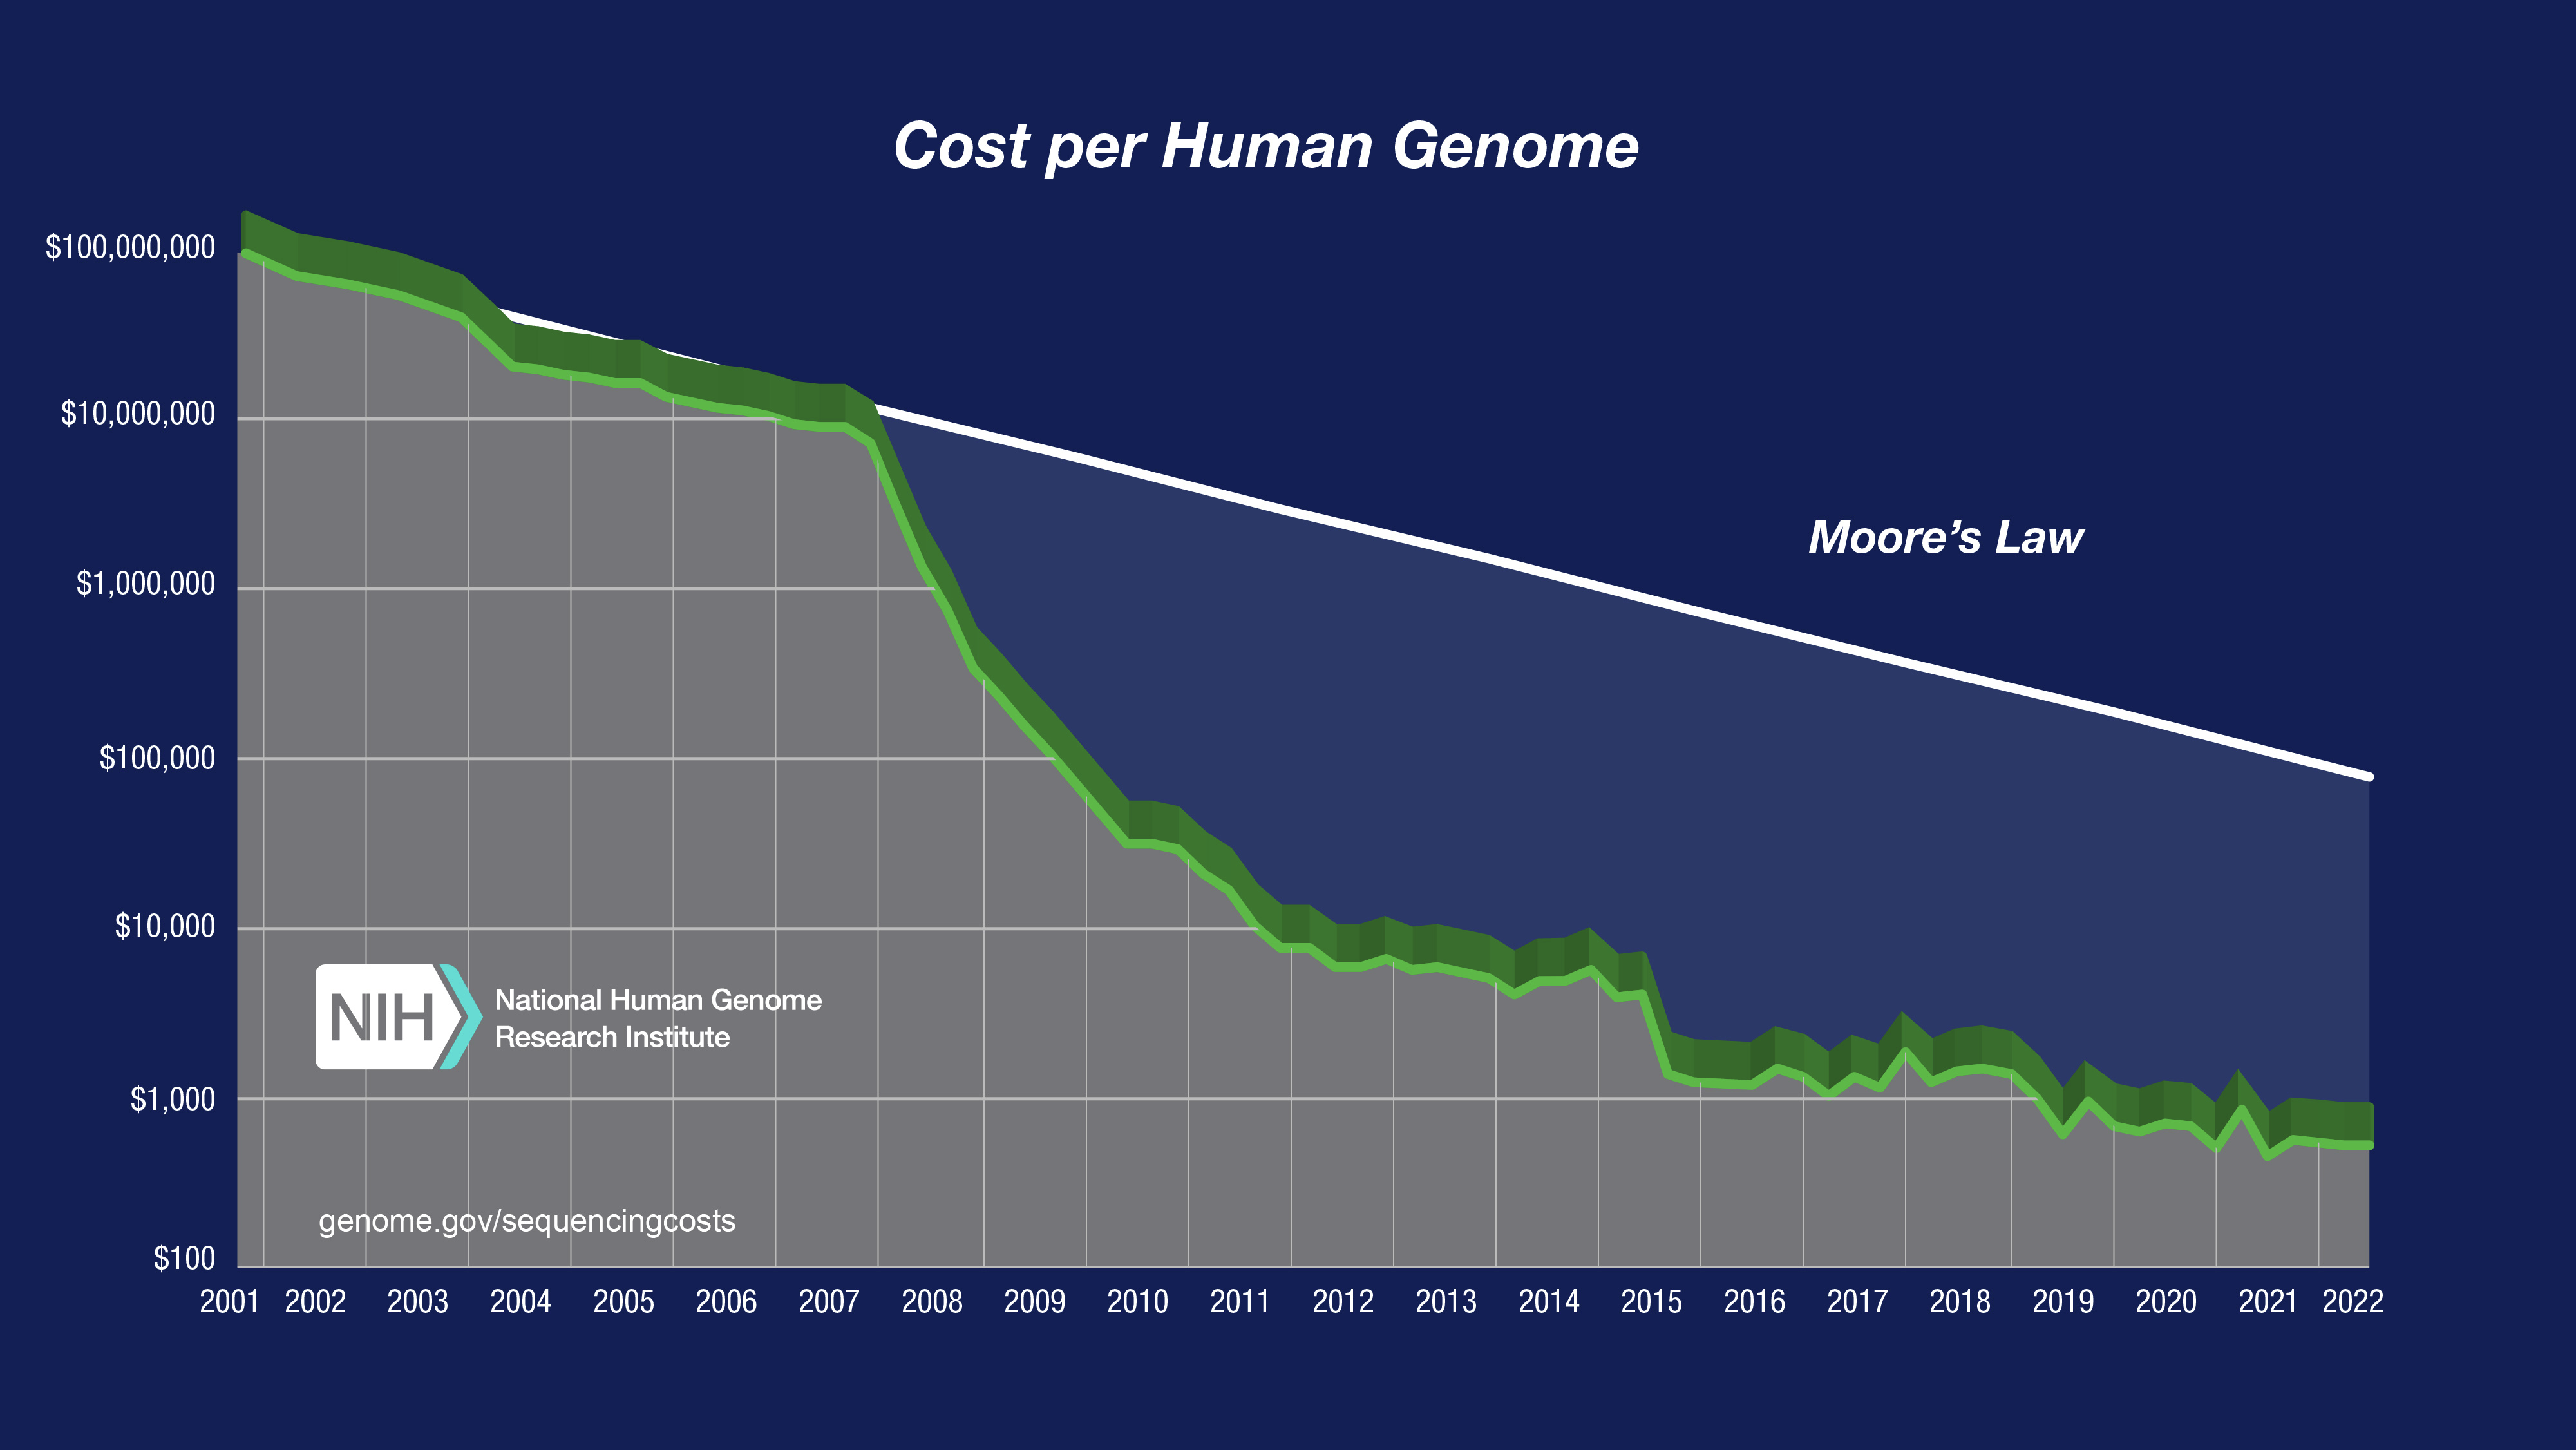 Cost per Human Genome
$100,000,000
$10,000,000
$1,000,000
$100,000
$10,000
$1,000
$100
Moore's Law
NIH
National Human Genome
Research Institute
genome.gov/sequencingcosts
2001 2002 2003 2004 2005 2006 2007 2008 2009 2010 2011 2012 2013 2014 2015 2016 2017 2018 2019 2020 2021 2022